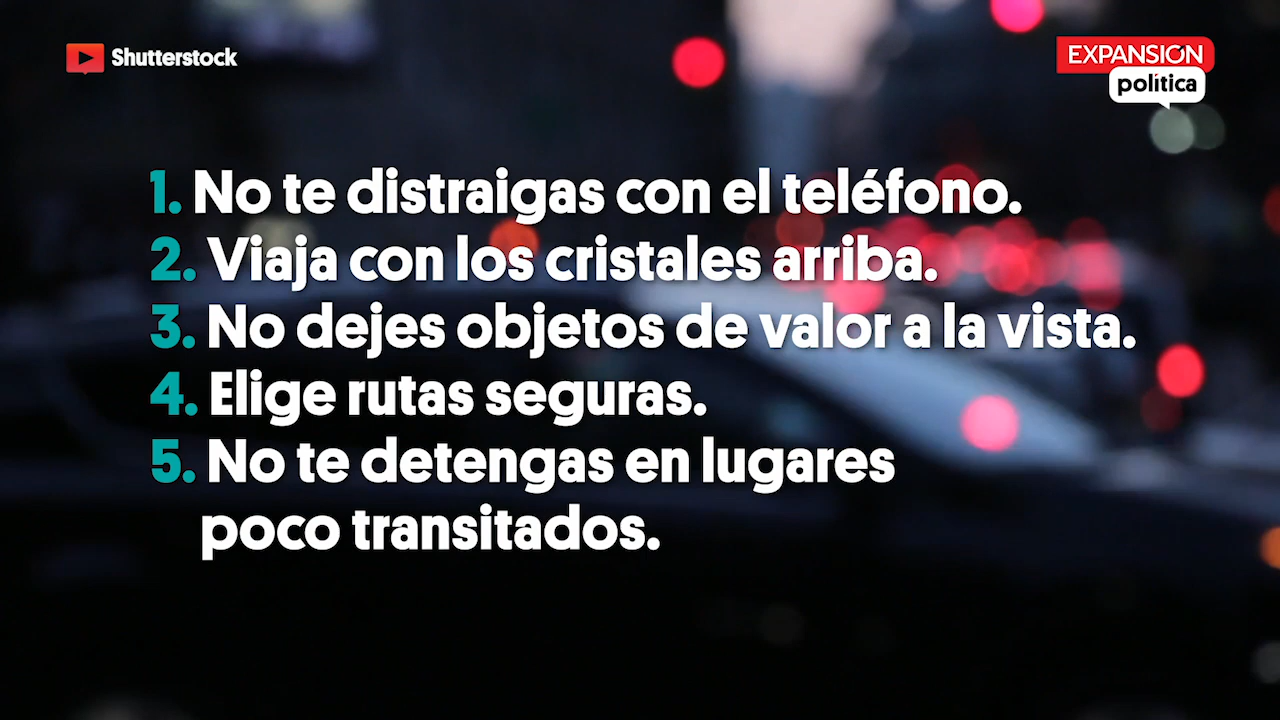 Shutterstock
EXPANSIÓN
política
1. No te distraigas con el teléfono.
2. Viaja con los cristales arriba.
3. No dejes objetos de valor a la vista.
4. Elige rutas seguras.
5. No te detengas en lugares
poco transitados.